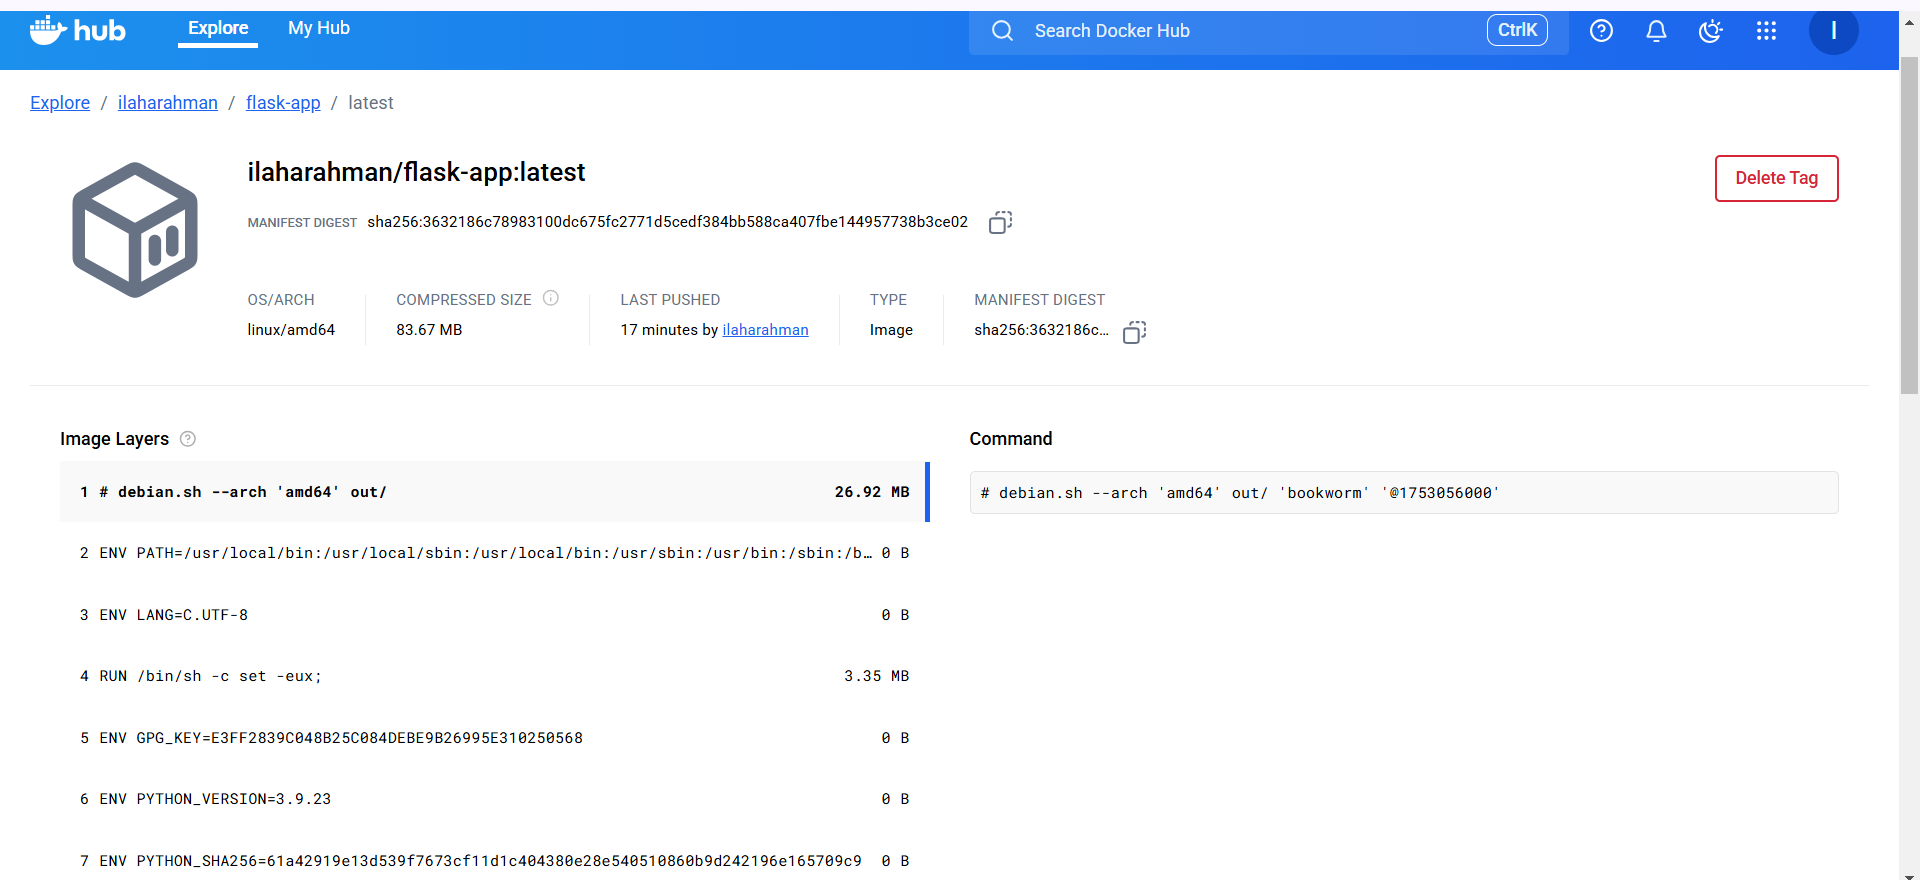 hub Explore My Hub Search Docker Hub CtrlK I
Explore / ilaharahman / flask-app / latest
ilaharahman/flask-app:latest Delete Tag
MANIFEST DIGEST sha256:3632186c78983100dc675fc2771d5cedf384bb588ca407fbe144957738b3ce02
OS/ARCH COMPRESSED SIZE LAST PUSHED TYPE MANIFEST DIGEST
linux/amd64 83.67 MB 17 minutes by ilaharahman Image sha256:3632186c...
Image Layers Command
1 # debian.sh --arch 'amd64' out/ 26.92 MB # debian.sh --arch 'amd64' out/ 'bookworm' '@1753056000'
2 ENV PATH=/usr/local/bin:/usr/local/sbin:/usr/local/bin:/usr/sbin:/usr/bin:/sbin:/b… 0 B
3 ENV LANG=C.UTF-8 0 B
4 RUN /bin/sh -c set -eux; 3.35 MB
5 ENV GPG_KEY=E3FF2839C048B25C084DEBE9B26995E310250568 0 B
6 ENV PYTHON_VERSION=3.9.23 0 B
7 ENV PYTHON_SHA256=61a42919e13d539f7673cf11d1c404380e28e540510860b9d242196e165709c9 0 B